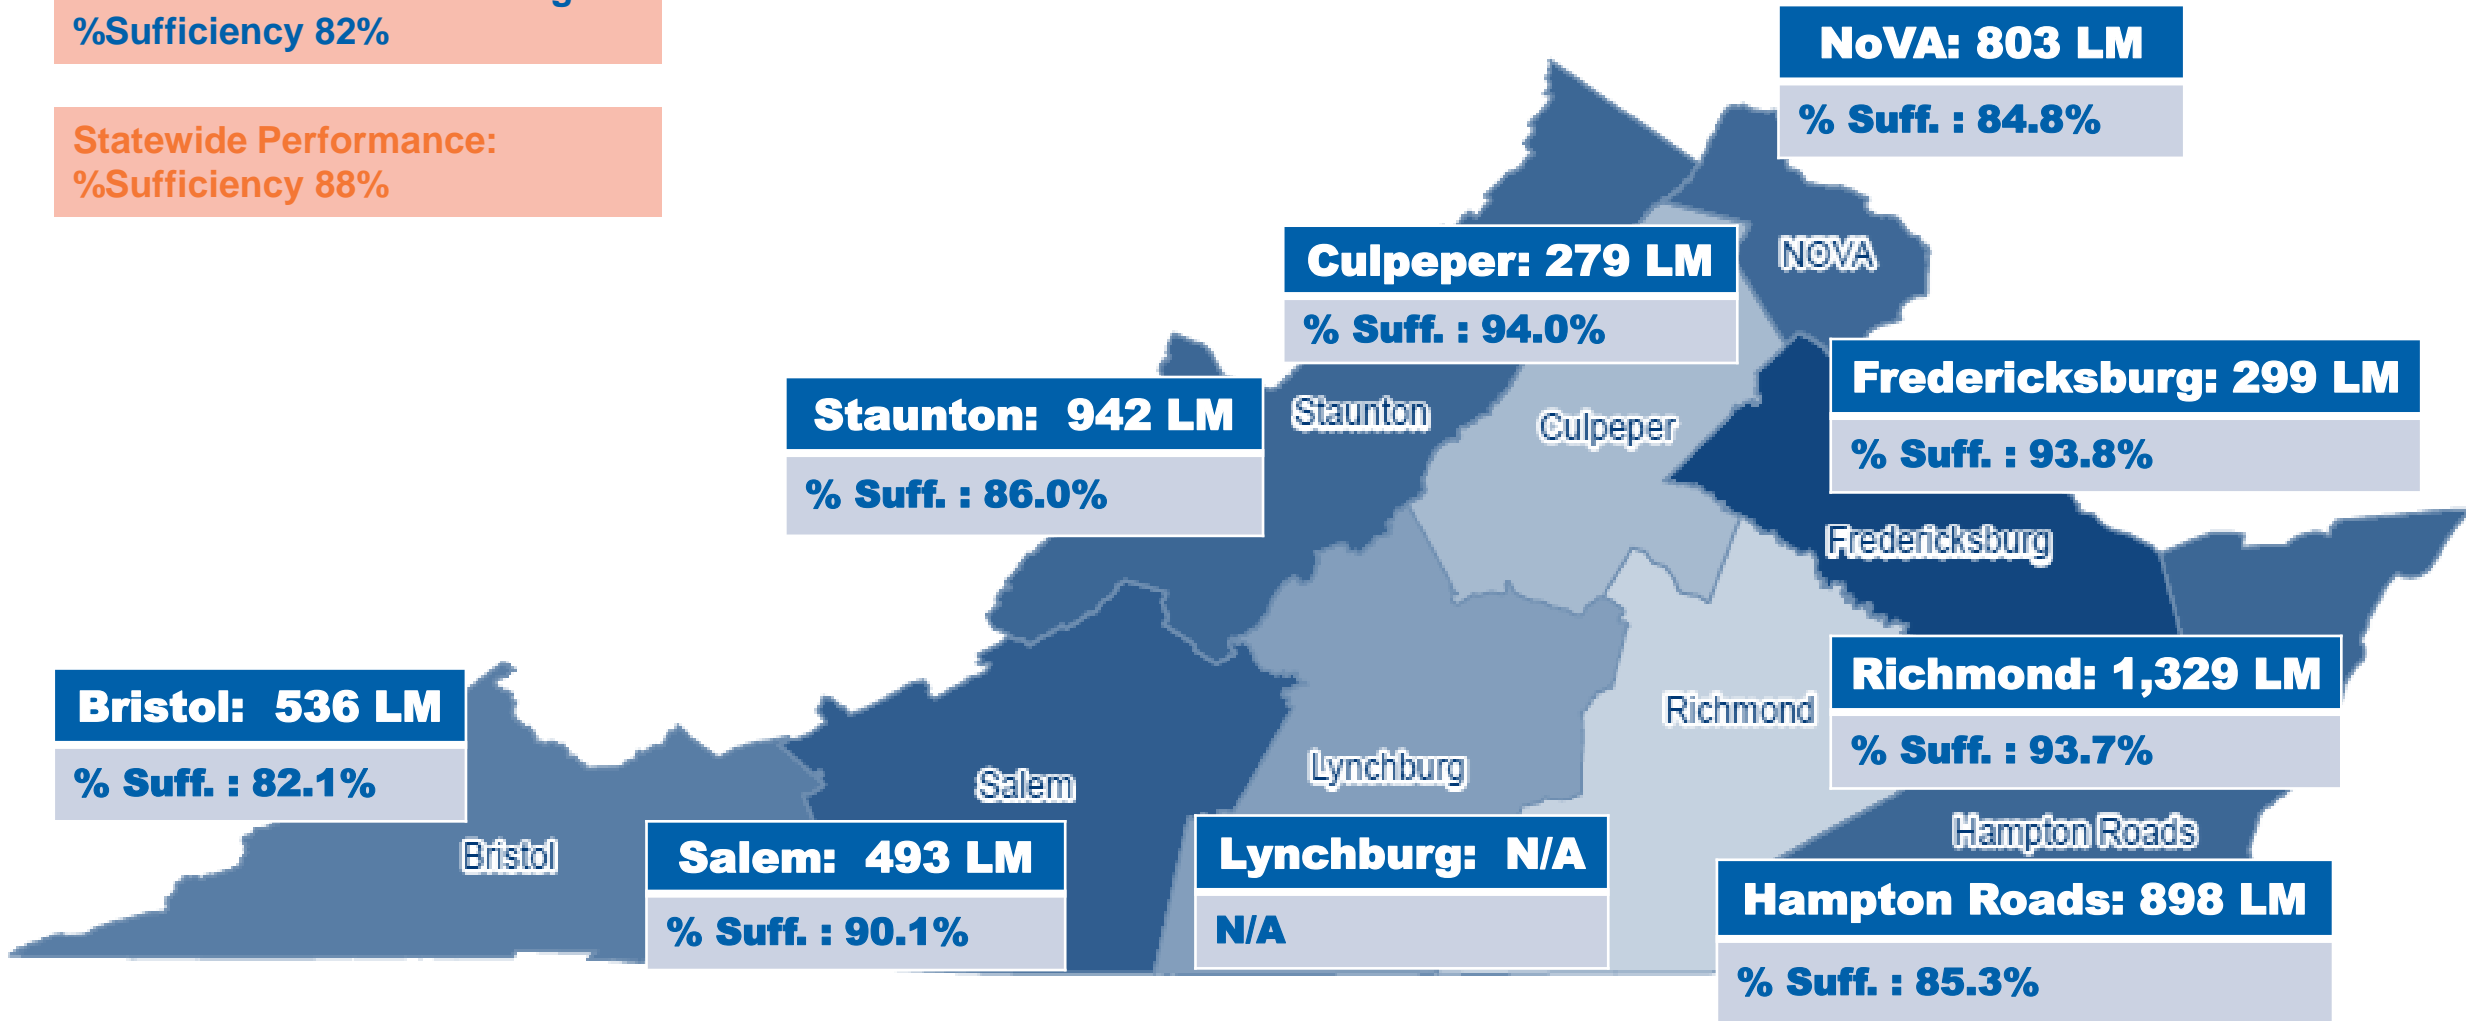 %Sufficiency 82%
Statewide Performance:
%Sufficiency 88%
NoVA: 803 LM
% Suff. : 84.8%
NOVA
Culpeper: 279 LM
% Suff. : 94.0%
Fredericksburg: 299 LM
% Suff. : 93.8%
Staunton: 942 LM
% Suff. : 86.0%
Staunton
Culpeper
Fredericksburg
Richmond: 1,329 LM
% Suff. : 93.7%
Bristol: 536 LM
% Suff. : 82.1%
Richmond
Lynchburg
Salem
Hampton Roads
Bristol
Salem: 493 LM
% Suff. : 90.1%
Lynchburg: N/A
N/A
Hampton Roads: 898 LM
% Suff. : 85.3%